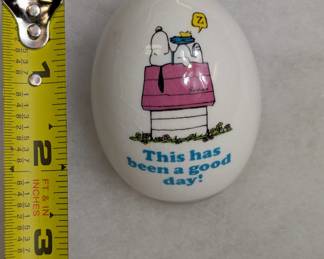 Z
This has
been a good
day!
1
2
3
FT & IN
INCHES